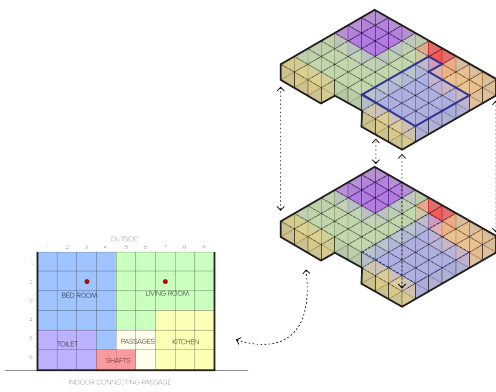 OUTSIDE
1 2 3 4 5 6 7 8 9
2
BED ROOM LIVING ROOM
3
4
TOILET PASSAGES KITCHEN
5
SHAFTS
6
INDOOR CONNECTING PASSAGE